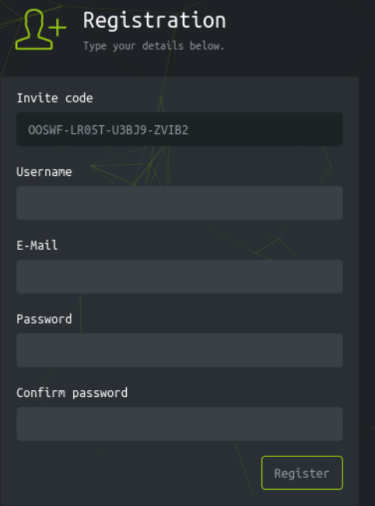 Registration
Type your details below.
Invite code
OOSWF-LR05T-U3BJ9-ZVIB2
Username
E-Mail
Password
Confirm password
Register